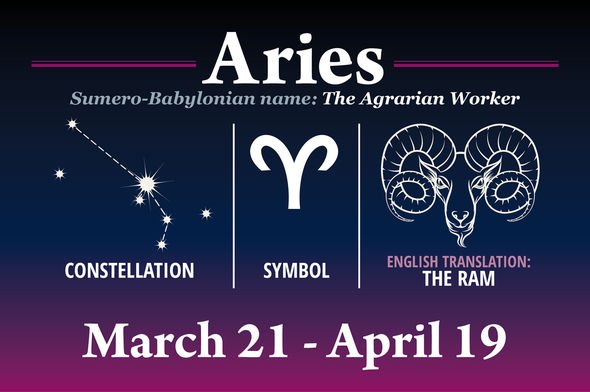 Aries
Sumero-Babylonian name: The Agrarian Worker
CONSTELLATION
SYMBOL
ENGLISH TRANSLATION:
THE RAM
March 21 - April 19